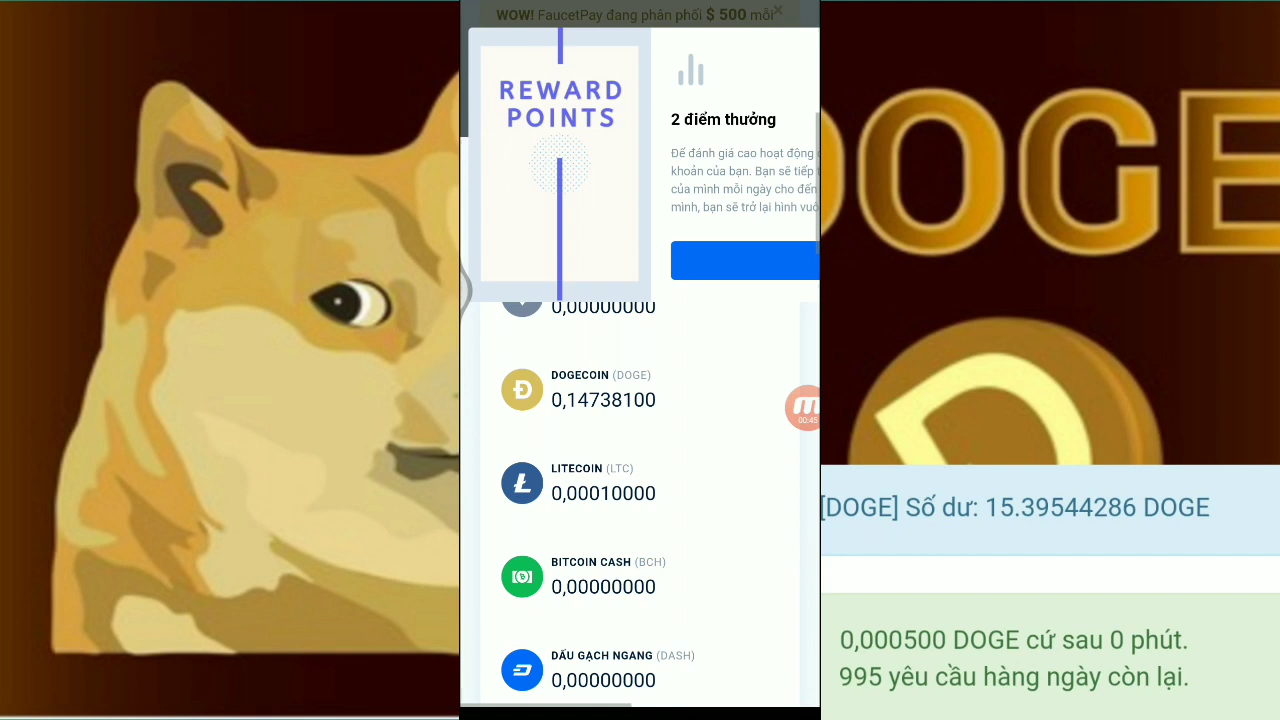 WOW! FaucetPay đang phân phối $ 500 mỗi
REWARD
POINTS
2 điểm thưởng
Để đánh giá cao hoạt động
khoản của bạn. Bạn sẽ tiếp
của mình mỗi ngày cho đến
mình, bạn sẽ trở lại hình vuô
0,00000000
DOGECOIN (DOGE)
0,14738100
LITECOIN (LTC)
0,00010000
BITCOIN CASH (BCH)
0,00000000
DẤU GẠCH NGANG (DASH)
0,00000000
00:45
DOGE
[DOGE] Số dư: 15.39544286 DOGE
0,000500 DOGE cứ sau 0 phút.
995 yêu cầu hàng ngày còn lại.